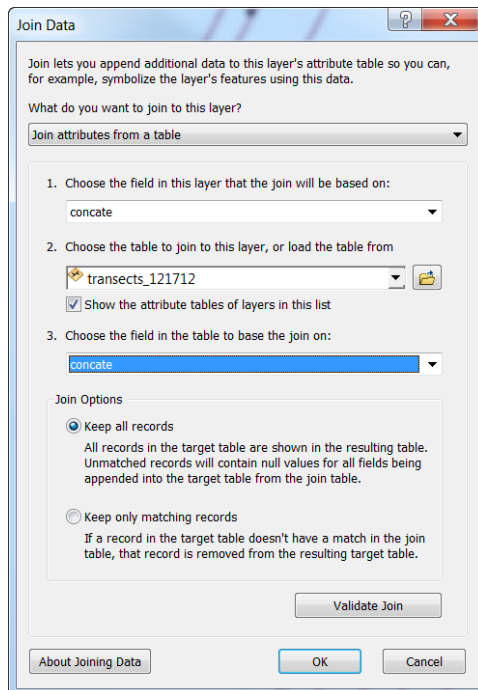 Join Data
Join lets you append additional data to this layer's attribute table so you can,
for example, symbolize the layer's features using this data.
What do you want to join to this layer?
Join attributes from a table
1. Choose the field in this layer that the join will be based on:
concate
2. Choose the table to join to this layer, or load the table from
transects_121712
Show the attribute tables of layers in this list
3. Choose the field in the table to base the join on:
concate
Join Options
Keep all records
All records in the target table are shown in the resulting table.
Unmatched records will contain null values for all fields being
appended into the target table from the join table.
Keep only matching records
If a record in the target table doesn't have a match in the join
table, that record is removed from the resulting target table.
Validate Join
About Joining Data
OK
Cancel